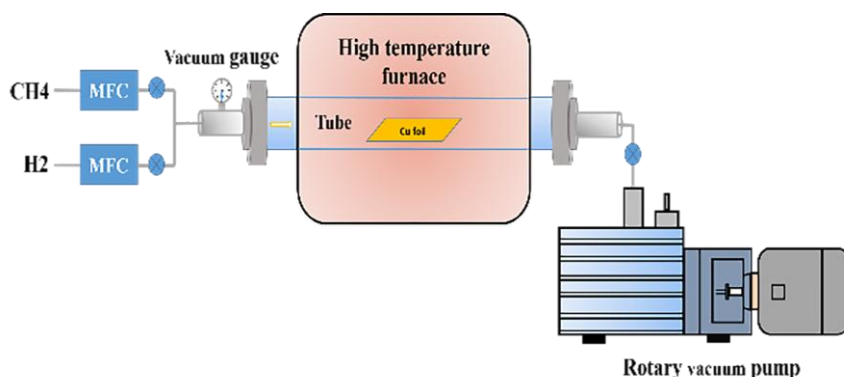 High temperature
furnace
Vacuum gauge
CH4
MFC
Tube
Cu foil
H2
MFC
Rotary vacuum pump